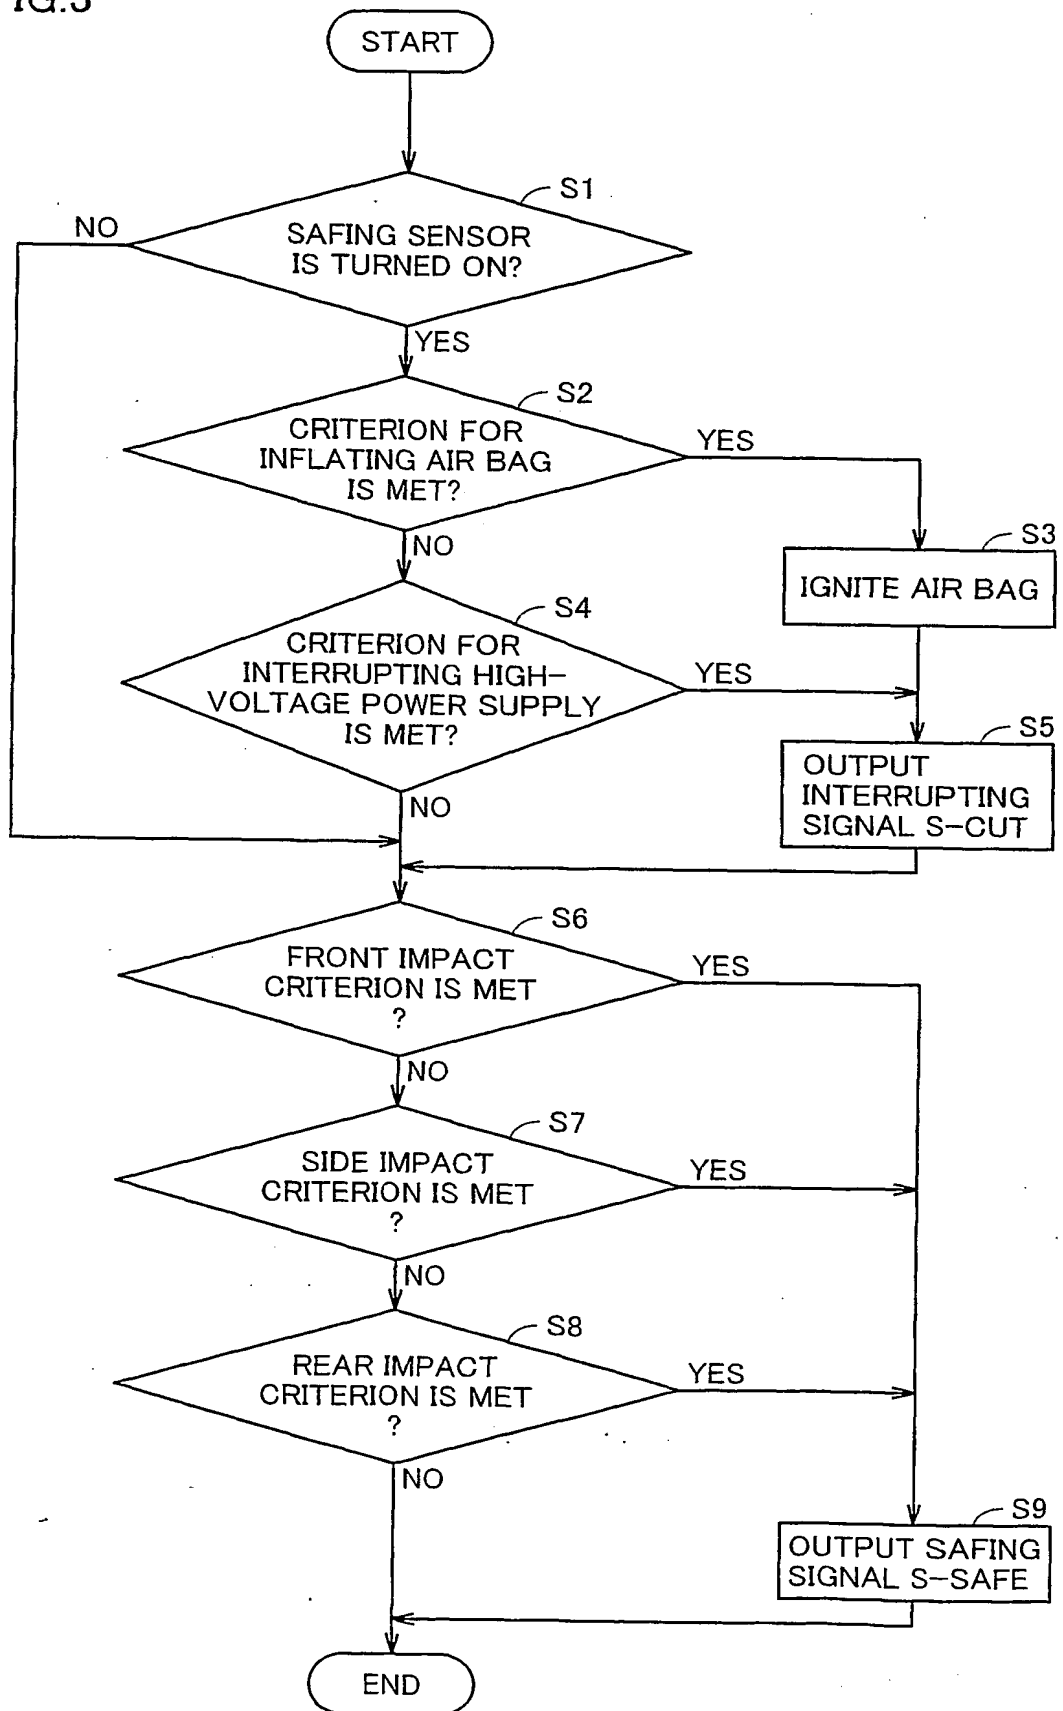 IG.3
START
S1
NO
SAFING SENSOR
IS TURNED ON?
YES
S2
CRITERION FOR
INFLATING AIR BAG
IS MET?
YES
NO
S3
IGNITE AIR BAG
S4
CRITERION FOR
INTERRUPTING HIGH-
VOLTAGE POWER SUPPLY
IS MET?
YES
NO
S5
OUTPUT
INTERRUPTING
SIGNAL S-CUT
S6
FRONT IMPACT
CRITERION IS MET
?
YES
NO
S7
SIDE IMPACT
CRITERION IS MET
?
YES
NO
S8
REAR IMPACT
CRITERION IS MET
?
YES
NO
S9
OUTPUT SAFING
SIGNAL S-SAFE
END